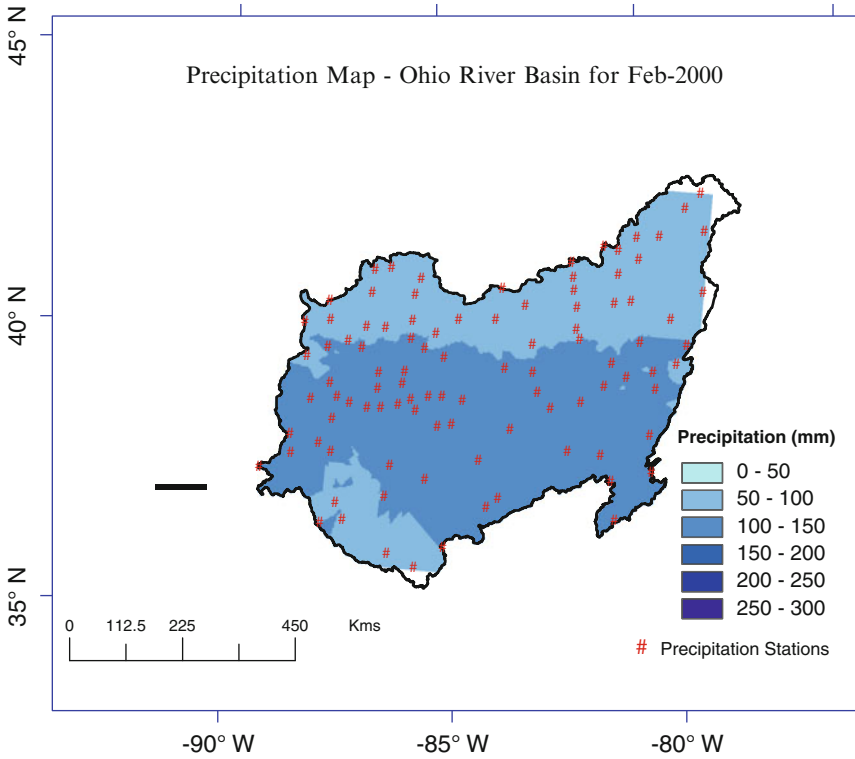 45° N
Precipitation Map - Ohio River Basin for Feb-2000
40° N
35° N
Precipitation (mm)
0 - 50
50 - 100
100 - 150
150 - 200
200 - 250
250 - 300
# Precipitation Stations
0 112.5 225 450 Kms
-90° W -85° W -80° W